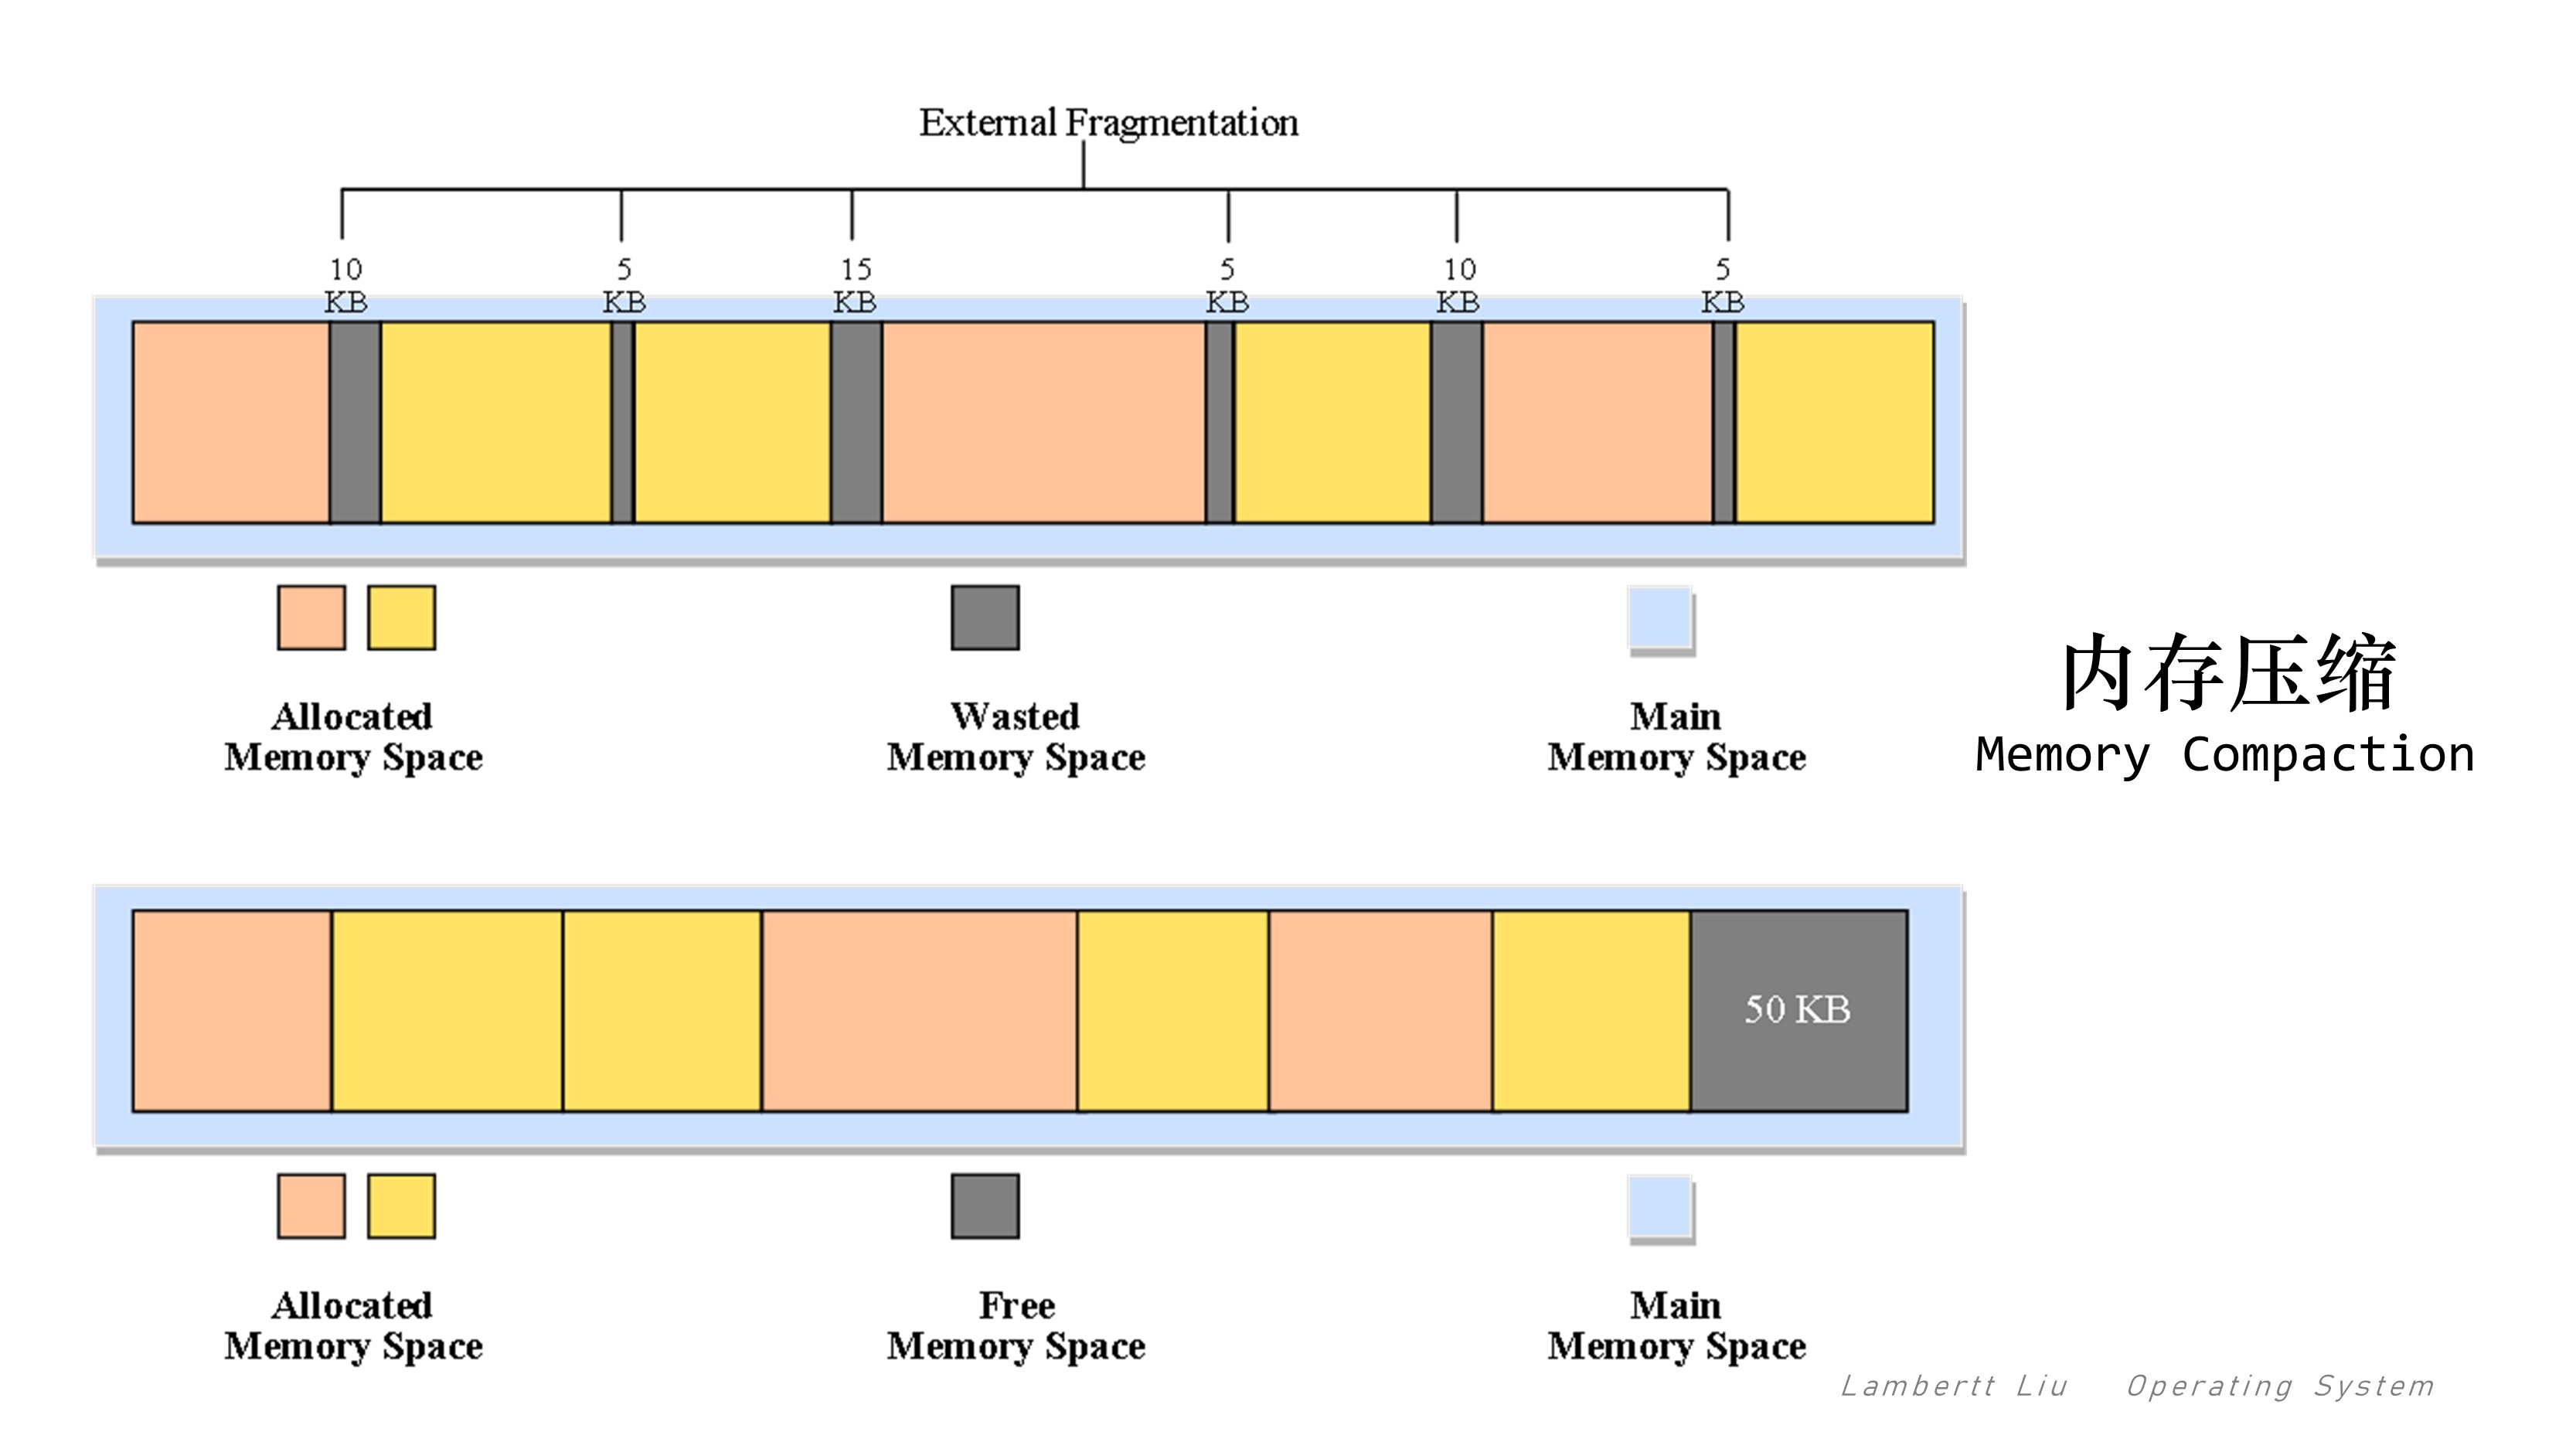 External Fragmentation
10 KB
5 KB
15 KB
5 KB
10 KB
5 KB
Allocated
Memory Space
Wasted
Memory Space
Main
Memory Space
内存压缩
Memory Compaction
50 KB
Allocated
Memory Space
Free
Memory Space
Main
Memory Space
Lambertt Liu Operating System